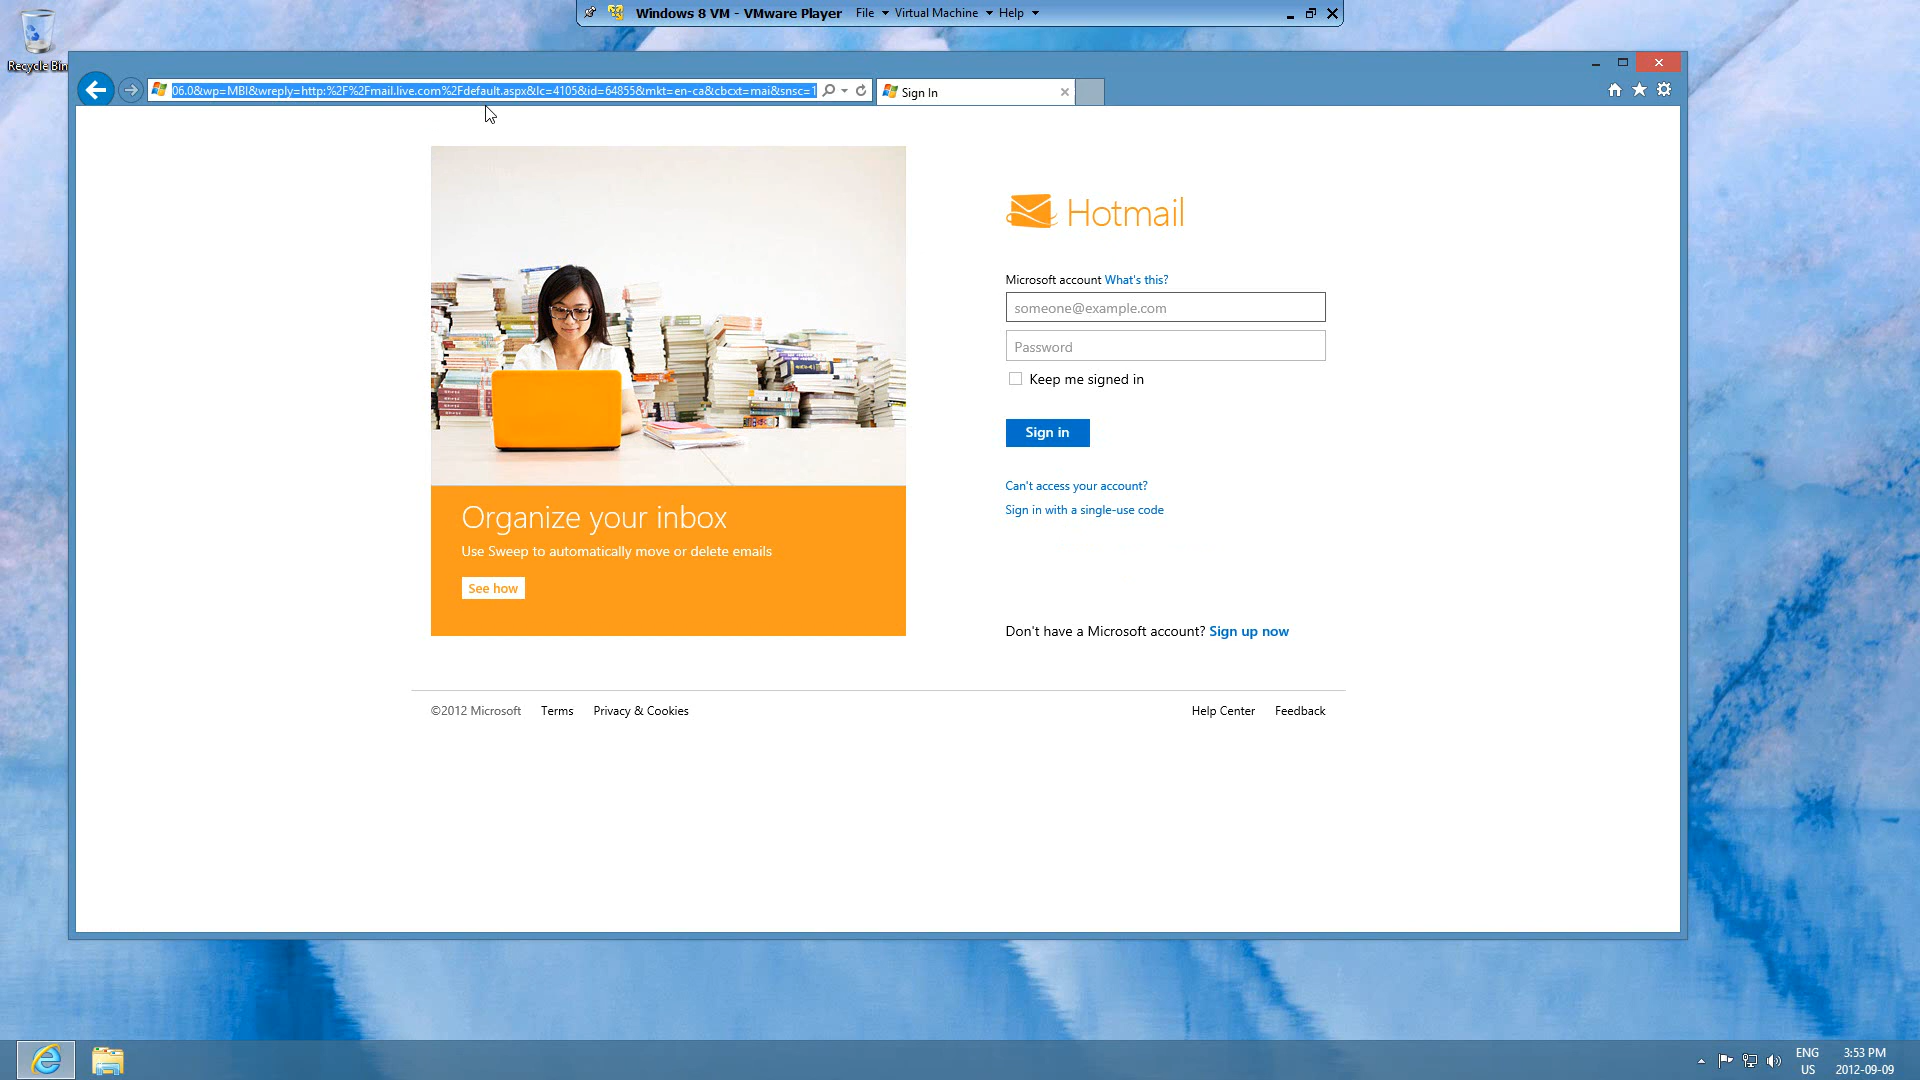 Windows 8 VM - VMware Player File Virtual Machine Help
Recycle Bin
06.0&wp=MBI&wreply=http:%2F%2Fmail.live.com%2Fdefault.aspx&lc=4105&id=64855&mkt=en-ca&cbcxt=mai&snsc=1
Sign In
Hotmail
Microsoft account What's this?
someone@example.com
Password
Keep me signed in
Sign in
Can't access your account?
Sign in with a single-use code
Organize your inbox
Use Sweep to automatically move or delete emails
See how
Don't have a Microsoft account? Sign up now
©2012 Microsoft Terms Privacy & Cookies Help Center Feedback
ENG 3:53 PM
US 2012-09-09